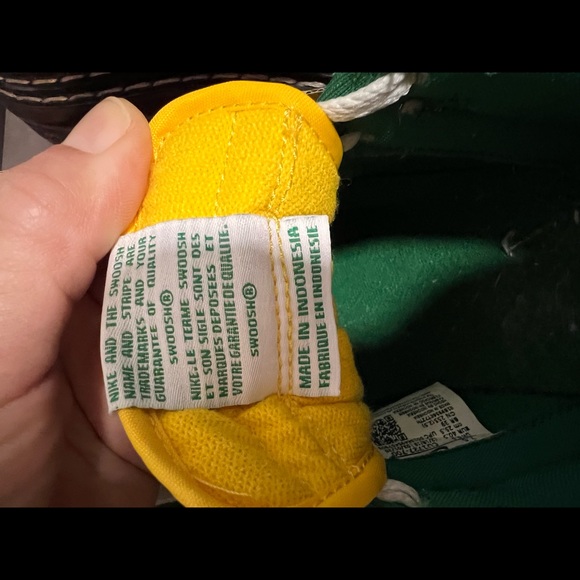 NIKE AND THE SWOOSH
NAME AND STRIPE ARE
TRADEMARKS AND YOUR
GUARANTEE OF QUALITY
SWOOSH®
NIKE.LE TERME SWOOSH
ET SON SIGLE SONT DES
MARQUES DEPOSEES ET
VOTRE GARANTIE DE QUALITE.
SWOOSH®
MADE IN INDONESIA
FABRIQUE EN INDONESIE